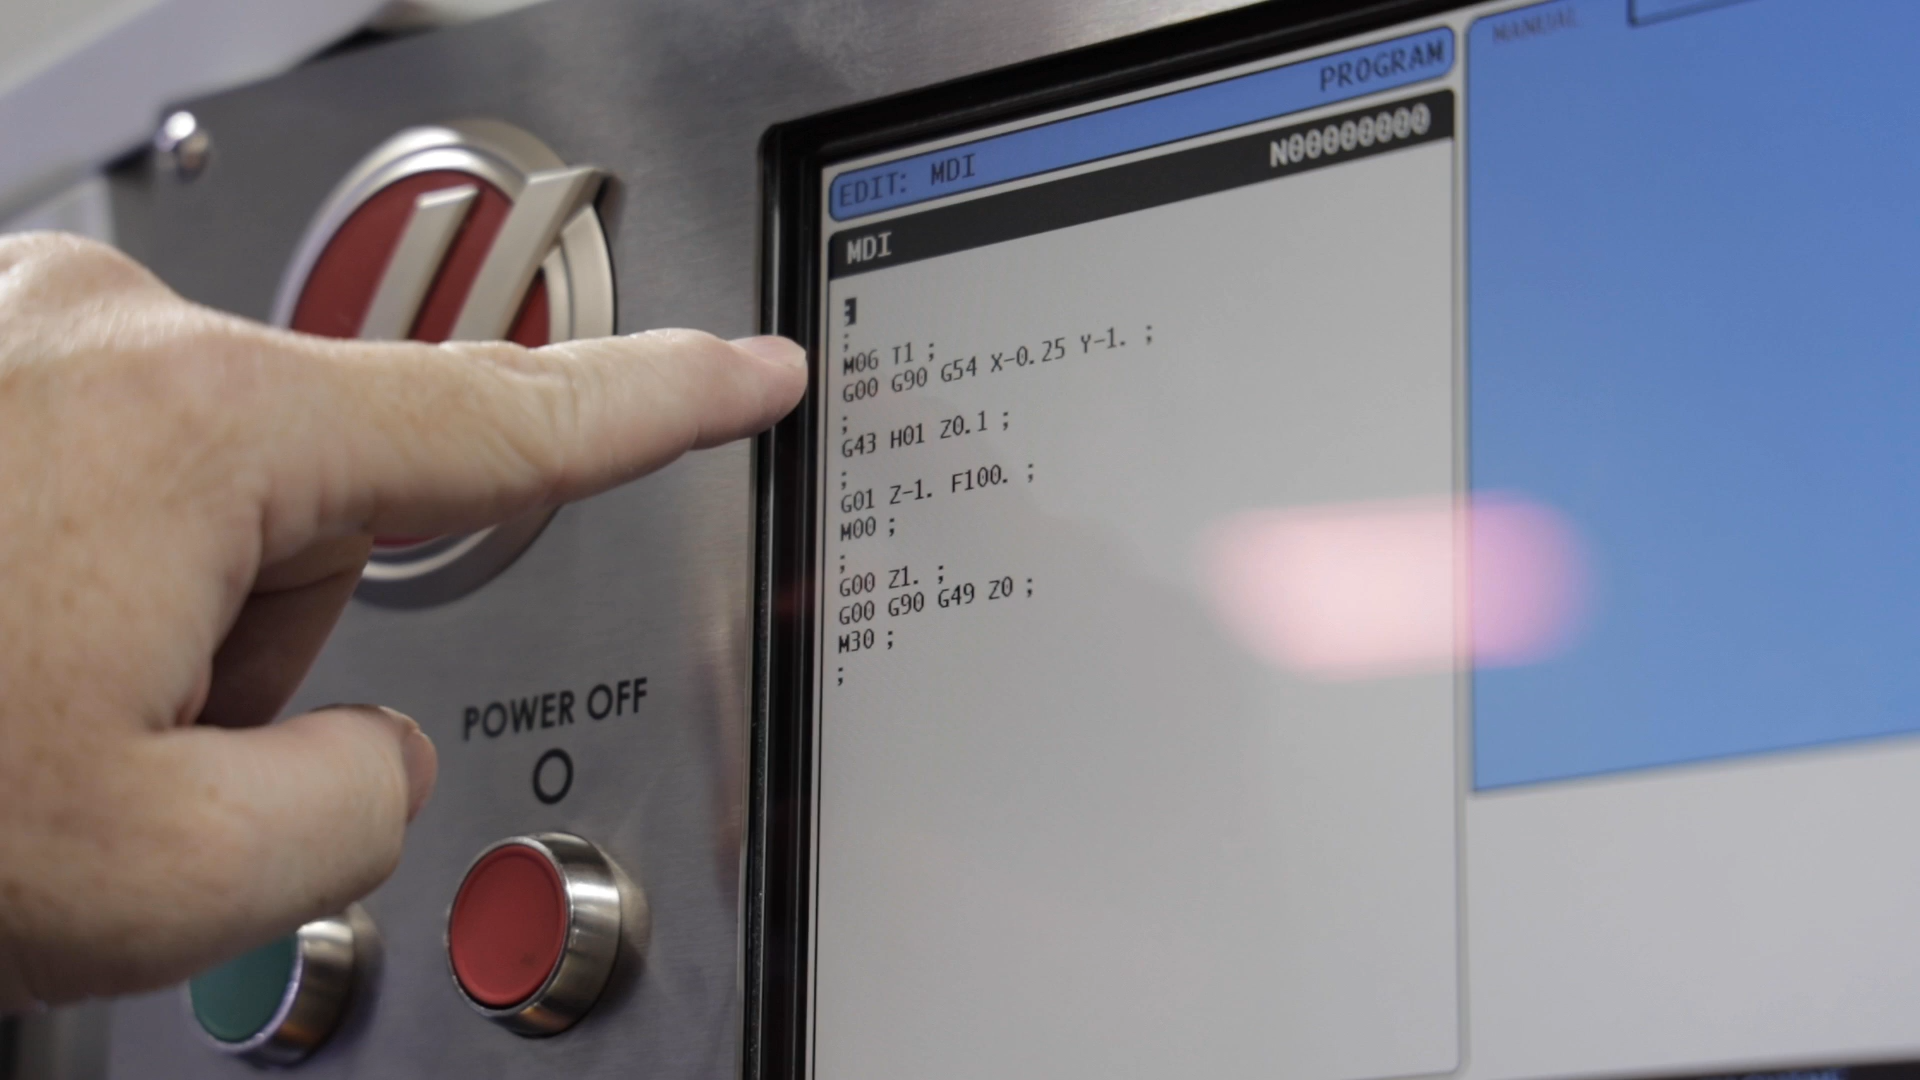 MANUAL
EDIT: MDI PROGRAM
MDI N00000000
;
;
M06 T1 ;
G00 G90 G54 X-0.25 Y-1. ;
;
G43 H01 Z0.1 ;
;
G01 Z-1. F100. ;
M00 ;
;
G00 Z1. ;
G00 G90 G49 Z0 ;
M30 ;
;
POWER OFF